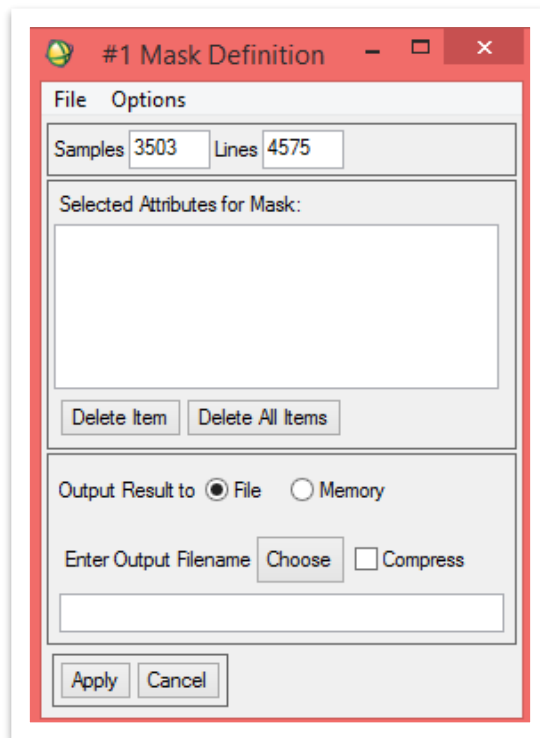 #1 Mask Definition
File Options
Samples 3503 Lines 4575
Selected Attributes for Mask:
Delete Item Delete All Items
Output Result to File Memory
Enter Output Filename Choose Compress
Apply Cancel